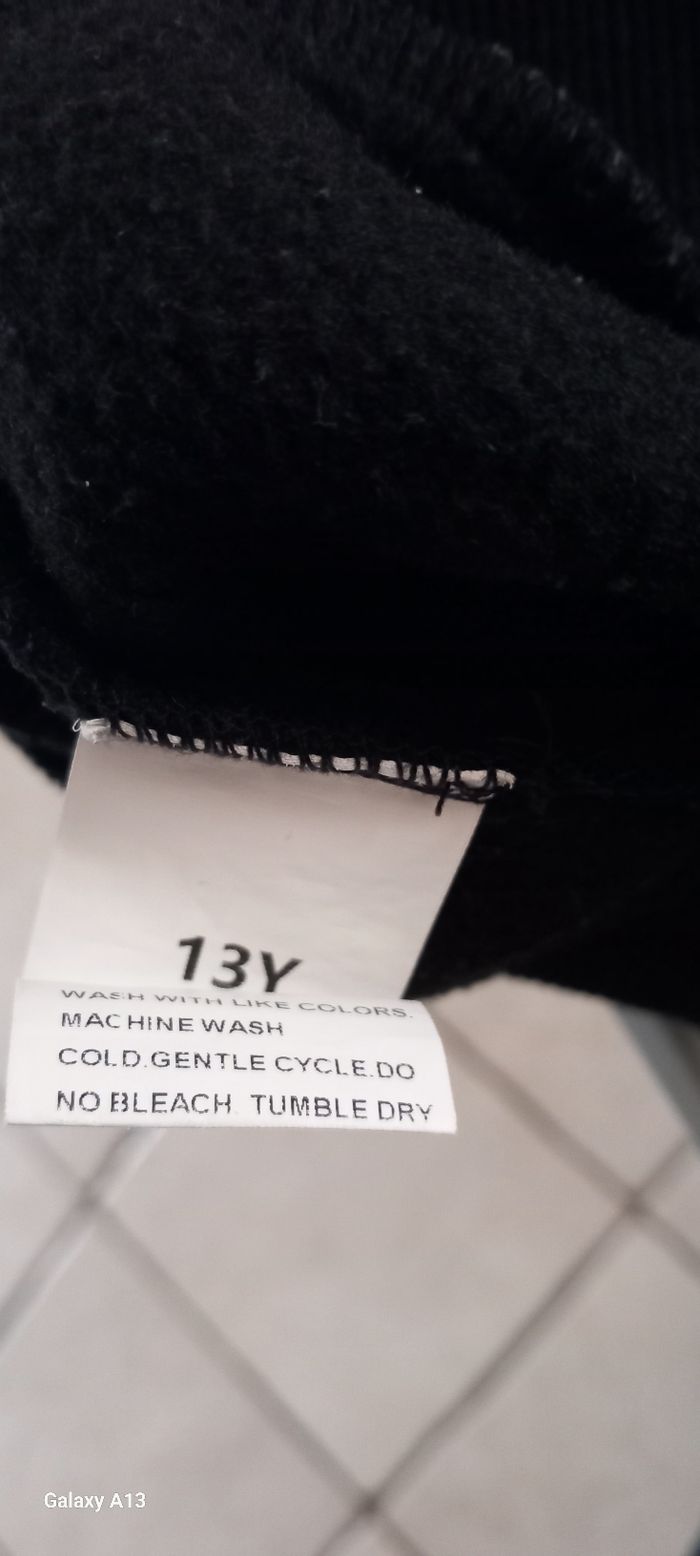 13Y
WASH WITH LIKE COLORS.
MACHINE WASH
COLD.GENTLE CYCLE.DO
NO BLEACH. TUMBLE DRY
Galaxy A13